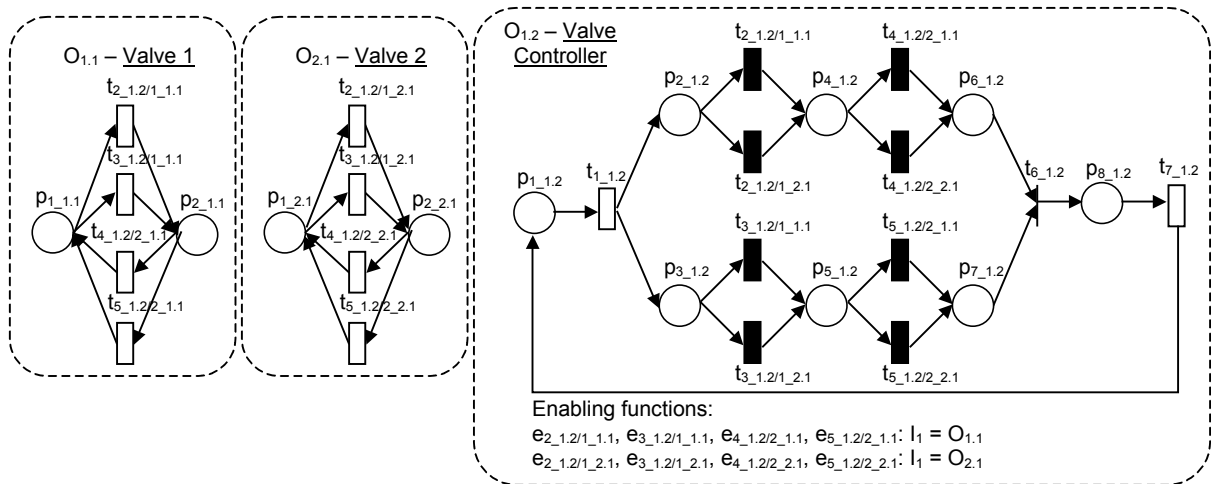 O1.1 – Valve 1
t2_1.2/1_1.1
t3_1.2/1_1.1
p1_1.1
p2_1.1
t4_1.2/2_1.1
t5_1.2/2_1.1
O2.1 – Valve 2
t2_1.2/1_2.1
t3_1.2/1_2.1
p1_2.1
p2_2.1
t4_1.2/2_2.1
t5_1.2/2_2.1
O1.2 – Valve
Controller
t2_1.2/1_1.1
t4_1.2/2_1.1
p2_1.2
p4_1.2
p6_1.2
t2_1.2/1_2.1
t4_1.2/2_2.1
p1_1.2
t1_1.2
t6_1.2
p8_1.2
t7_1.2
t3_1.2/1_1.1
t5_1.2/2_1.1
p3_1.2
p5_1.2
p7_1.2
t3_1.2/1_2.1
t5_1.2/2_2.1
Enabling functions:
e2_1.2/1_1.1, e3_1.2/1_1.1, e4_1.2/2_1.1, e5_1.2/2_1.1: I1 = O1.1
e2_1.2/1_2.1, e3_1.2/1_2.1, e4_1.2/2_2.1, e5_1.2/2_2.1: I1 = O2.1